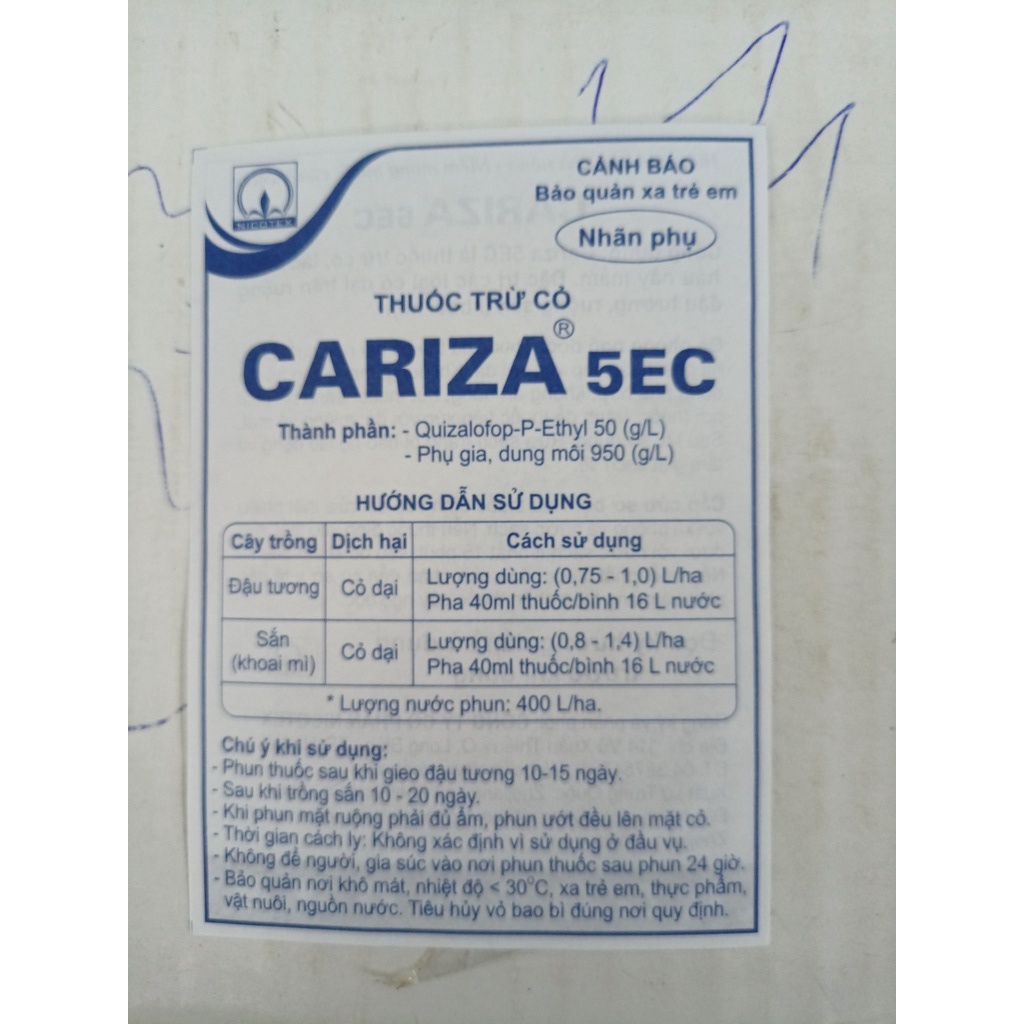 NICOTEX
CẢNH BÁO
Bảo quản xa trẻ em
Nhãn phụ
THUỐC TRỪ CỎ
CARIZA® 5EC
Thành phần: - Quizalofop-P-Ethyl 50 (g/L)
- Phụ gia, dung môi 950 (g/L)
HƯỚNG DẪN SỬ DỤNG
Cây trồng Dịch hại Cách sử dụng
Đậu tương Cỏ dại Lượng dùng: (0,75 - 1,0) L/ha
Pha 40ml thuốc/bình 16 L nước
Sắn (khoai mì) Cỏ dại Lượng dùng: (0,8 - 1,4) L/ha
Pha 40ml thuốc/bình 16 L nước
* Lượng nước phun: 400 L/ha.
Chú ý khi sử dụng:
- Phun thuốc sau khi gieo đậu tương 10-15 ngày.
- Sau khi trồng sắn 10 - 20 ngày.
- Khi phun mặt ruộng phải đủ ẩm, phun ướt đều lên mặt cỏ.
- Thời gian cách ly: Không xác định vì sử dụng ở đầu vụ.
- Không để người, gia súc vào nơi phun thuốc sau phun 24 giờ.
- Bảo quản nơi khô mát, nhiệt độ < 30°C, xa trẻ em, thực phẩm,
vật nuôi, nguồn nước. Tiêu hủy vỏ bao bì đúng nơi quy định.